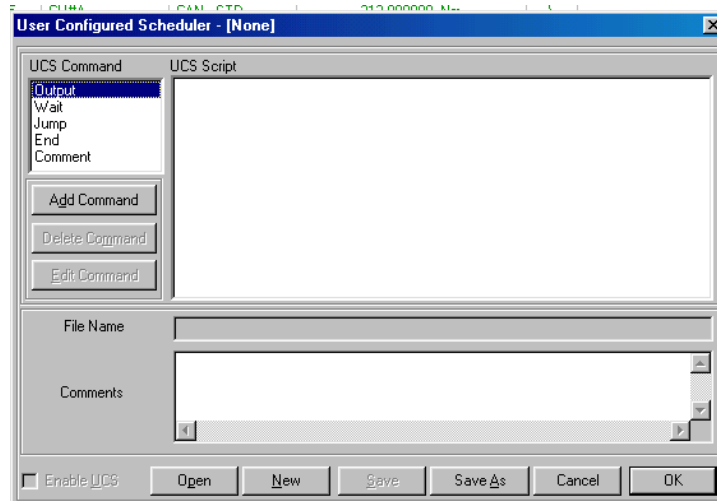 User Configured Scheduler - [None]
UCS Command
UCS Script
Output
Wait
Jump
End
Comment
Add Command
Delete Command
Edit Command
File Name
Comments
Enable UCS
Open
New
Save
Save As
Cancel
OK